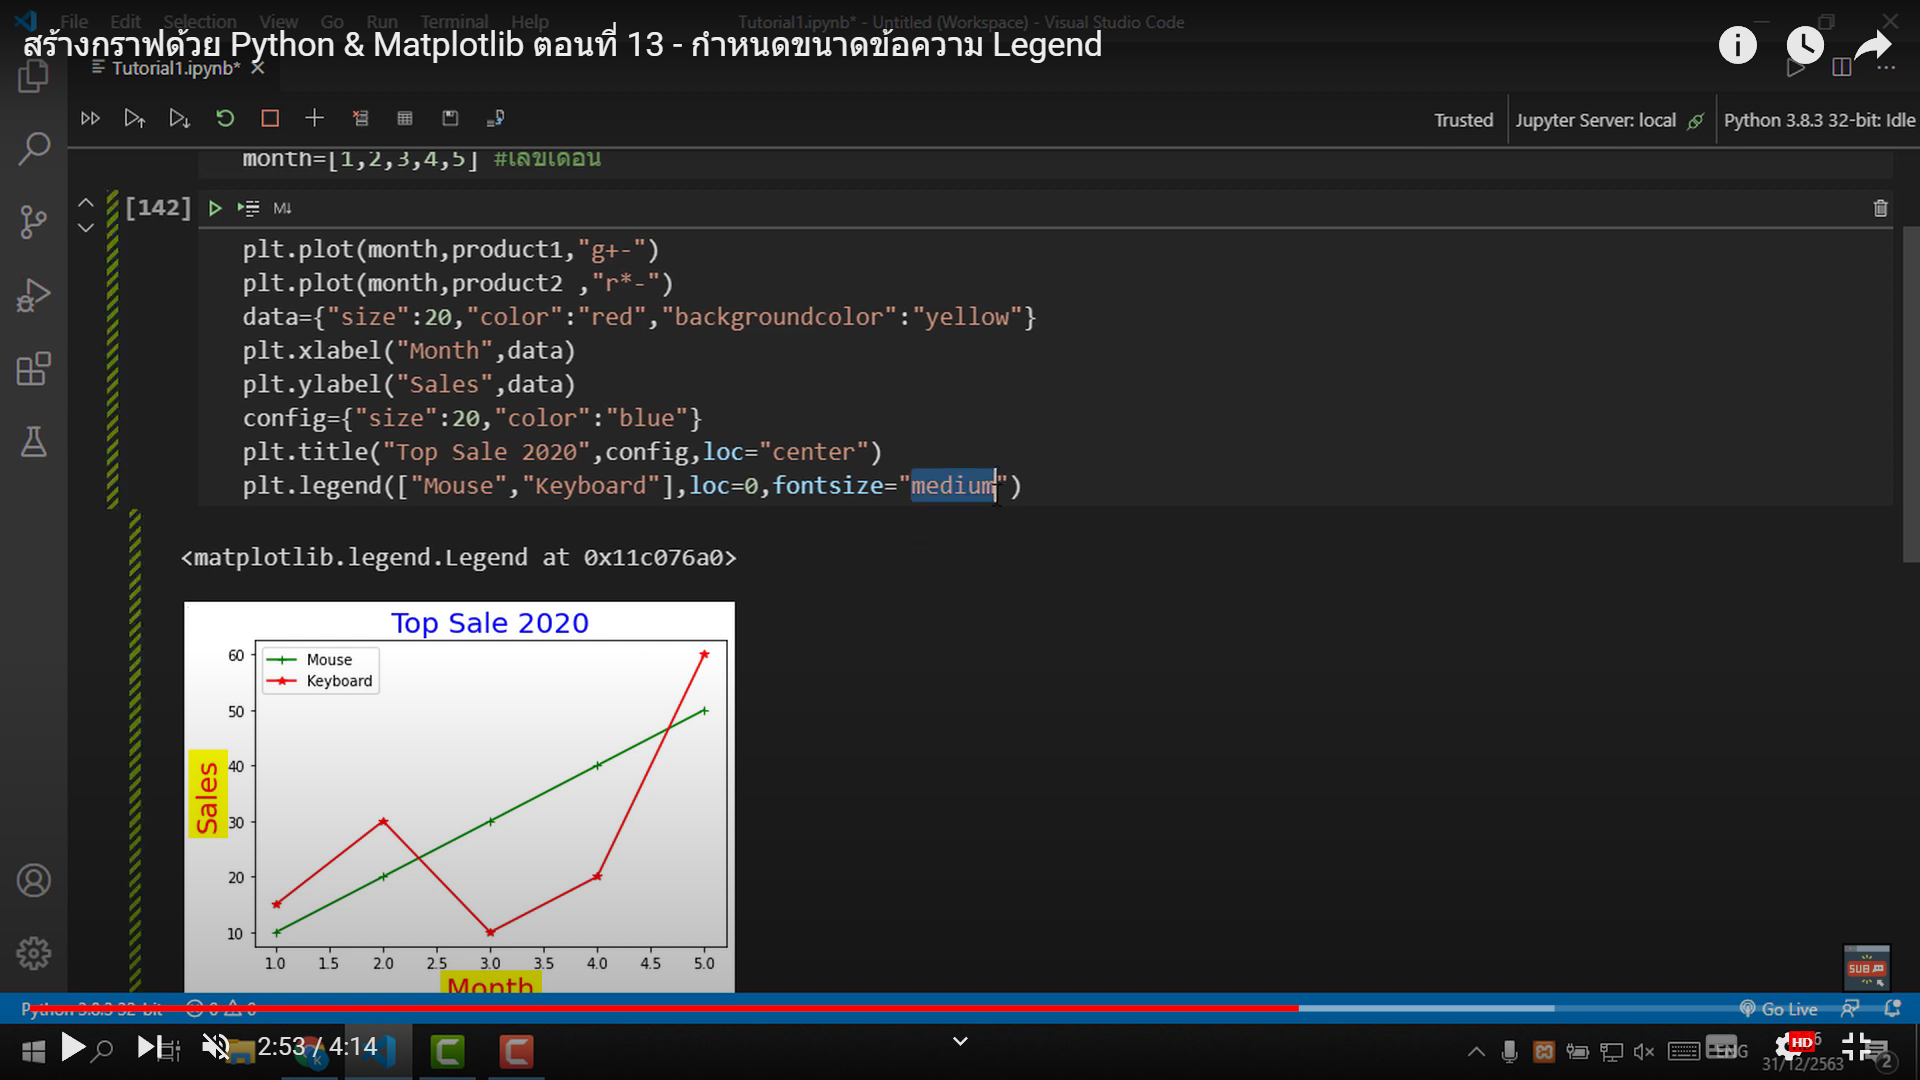 File Edit Selection View Go Run Terminal Help Tutorial1.ipynb* - Untitled (Workspace) - Visual Studio Code
สร้างกราฟด้วย Python & Matplotlib ตอนที่ 13 - กำหนดขนาดข้อความ Legend
Tutorial1.ipynb*
Trusted Jupyter Server: local Python 3.8.3 32-bit: Idle
month=[1,2,3,4,5] #เลขเดือน
[142] M↓
plt.plot(month,product1,"g+-")
plt.plot(month,product2 ,"r*-")
data={"size":20,"color":"red","backgroundcolor":"yellow"}
plt.xlabel("Month",data)
plt.ylabel("Sales",data)
config={"size":20,"color":"blue"}
plt.title("Top Sale 2020",config,loc="center")
plt.legend(["Mouse","Keyboard"],loc=0,fontsize="medium")
<matplotlib.legend.Legend at 0x11c076a0>
Top Sale 2020
Mouse
Keyboard
60
50
40
30
20
10
Sales
1.0 1.5 2.0 2.5 3.0 3.5 4.0 4.5 5.0
Month
SUB
Python 3.8.3 32-bit 0 0 Go Live
2:53 / 4:14
ENG
HD
31/12/2563
2